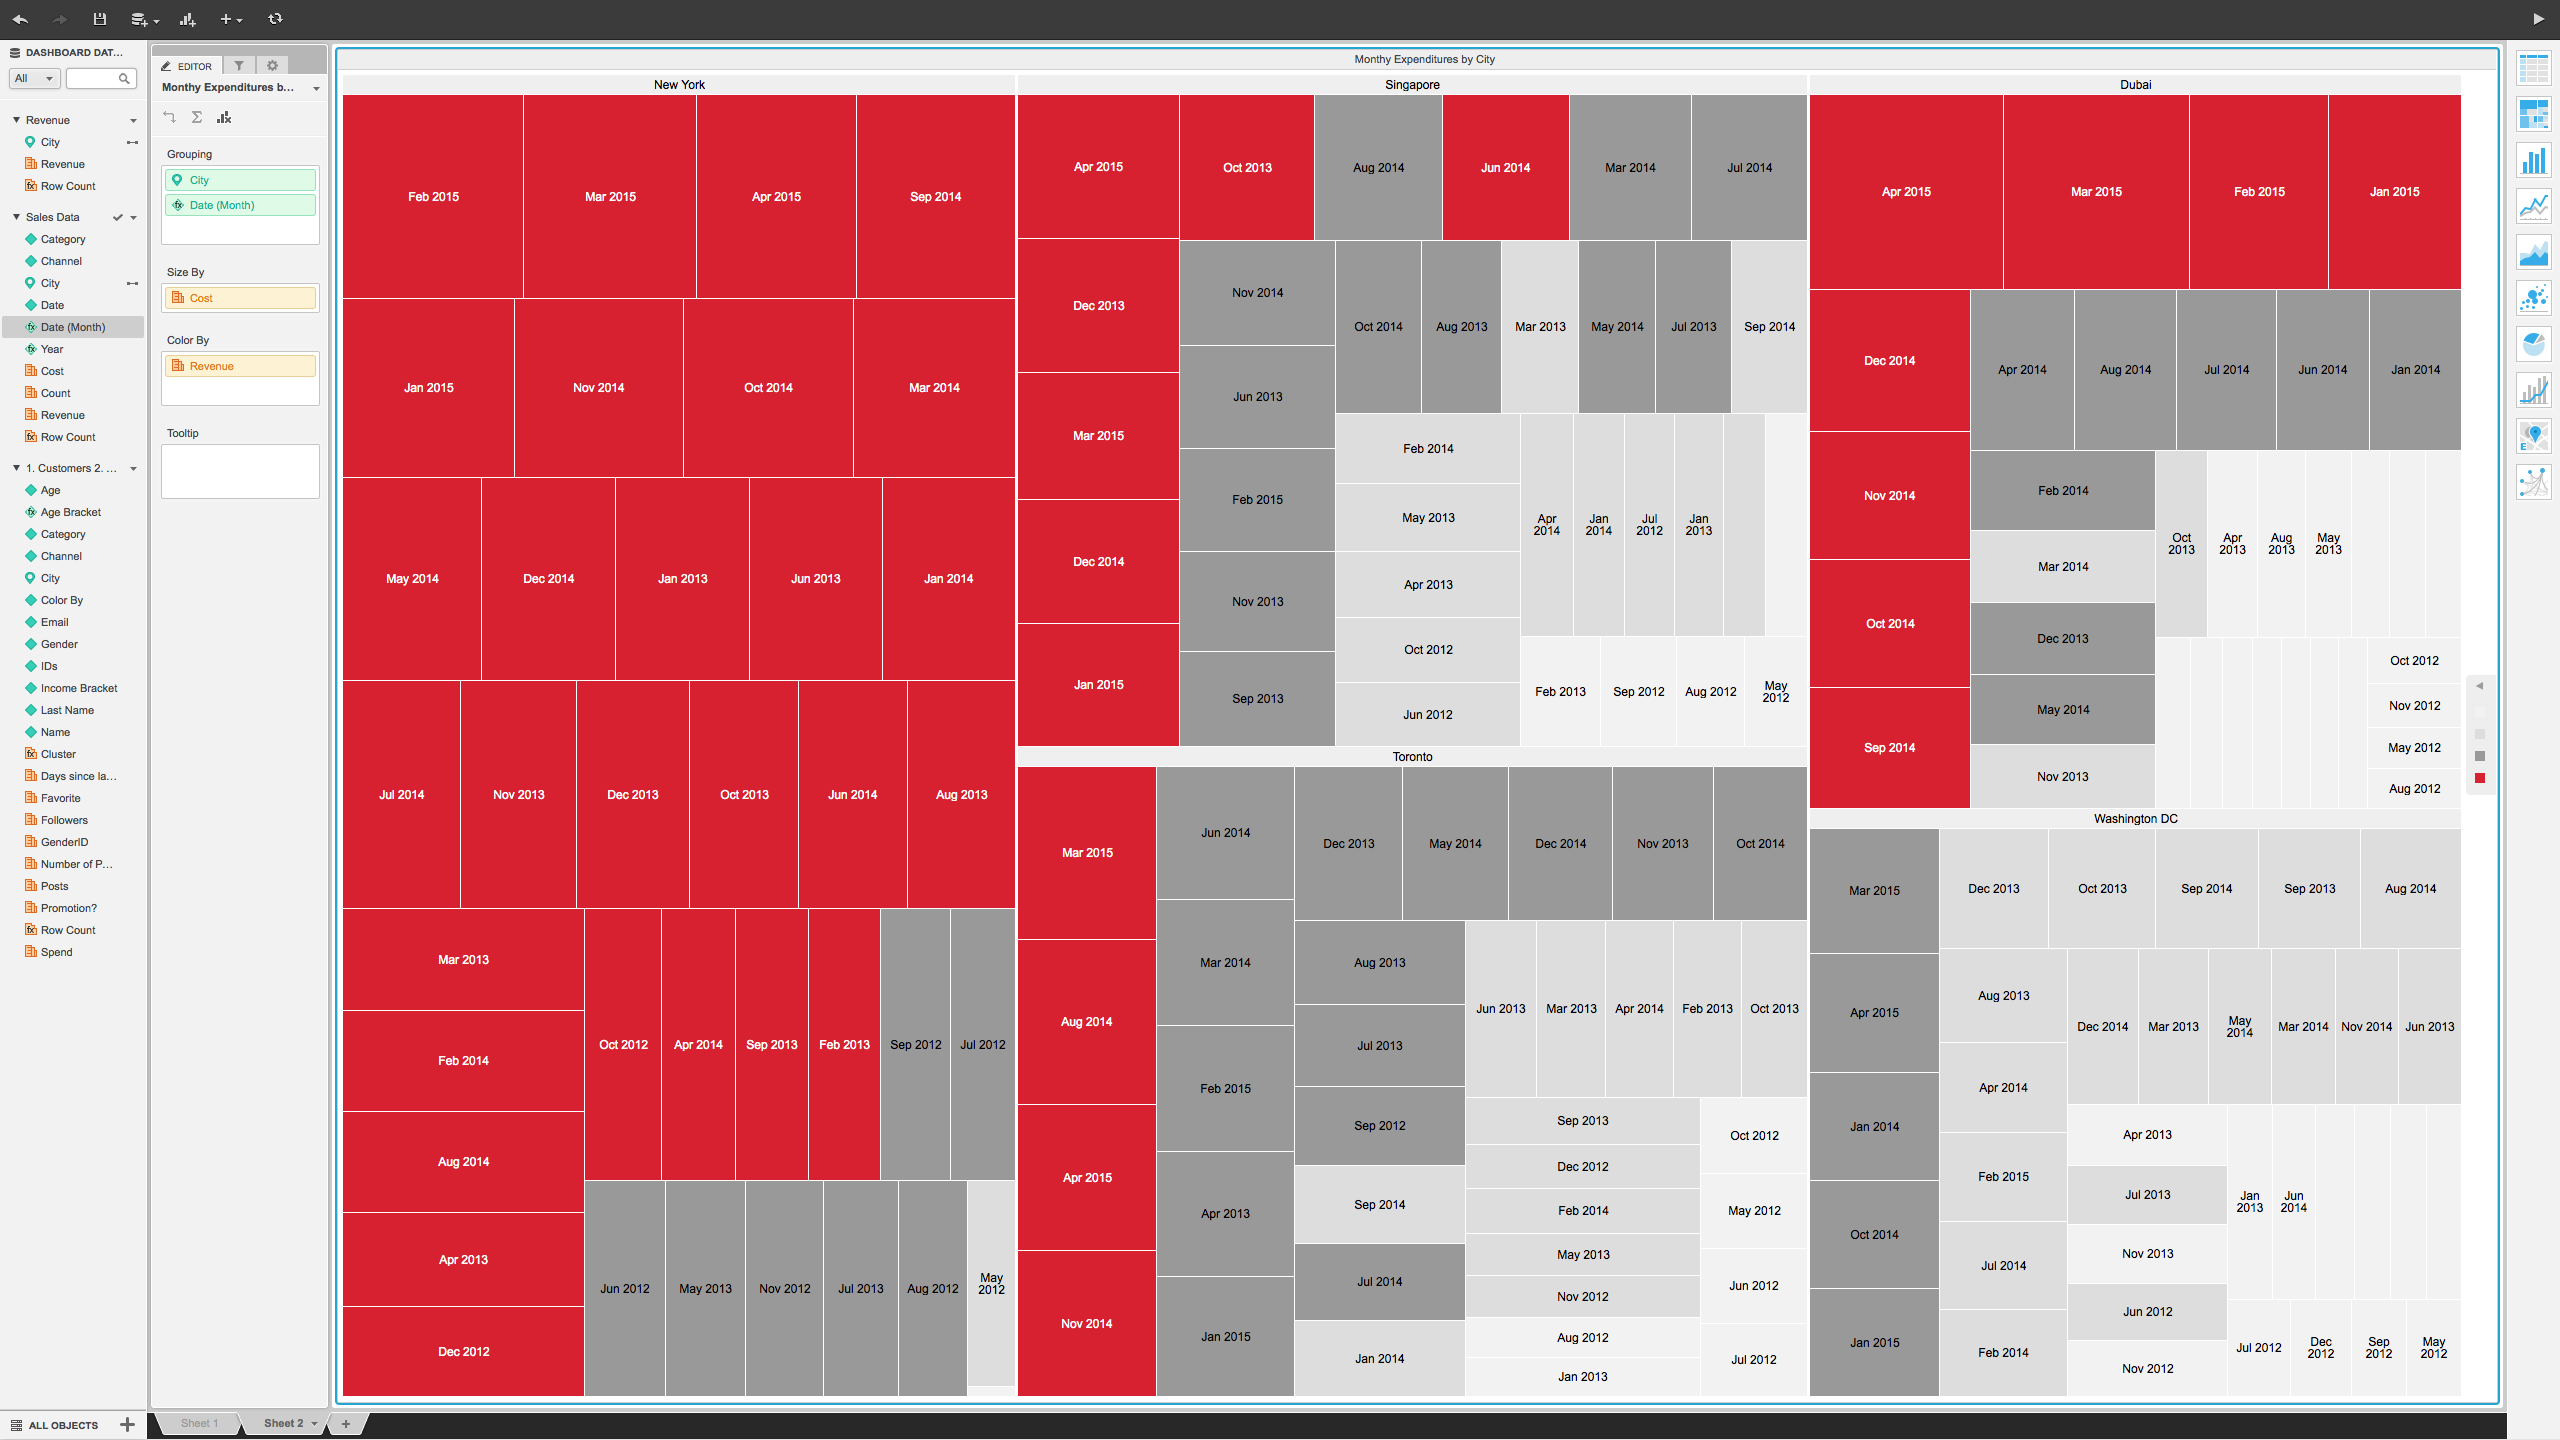 DASHBOARD DAT...
All
Revenue
City
Revenue
Row Count
Sales Data
Category
Channel
City
Date
Date (Month)
Year
Cost
Count
Revenue
Row Count
1. Customers 2. ...
Age
Age Bracket
Category
Channel
City
Color By
Email
Gender
IDs
Income Bracket
Last Name
Name
Cluster
Days since la...
Favorite
Followers
GenderID
Number of P...
Posts
Promotion?
Row Count
Spend
ALL OBJECTS
EDITOR
Monthy Expenditures b...
Grouping
City
Date (Month)
Size By
Cost
Color By
Revenue
Tooltip
Monthy Expenditures by City
New York
Feb 2015
Mar 2015
Apr 2015
Sep 2014
Jan 2015
Nov 2014
Oct 2014
Mar 2014
May 2014
Dec 2014
Jan 2013
Jun 2013
Jan 2014
Jul 2014
Nov 2013
Dec 2013
Oct 2013
Jun 2014
Aug 2013
Mar 2013
Feb 2014
Aug 2014
Apr 2013
Dec 2012
Oct 2012
Apr 2014
Sep 2013
Feb 2013
Sep 2012
Jul 2012
Jun 2012
May 2013
Nov 2012
Jul 2013
Aug 2012
May
2012
Singapore
Apr 2015
Dec 2013
Mar 2015
Dec 2014
Jan 2015
Oct 2013
Aug 2014
Jun 2014
Mar 2014
Jul 2014
Nov 2014
Jun 2013
Feb 2015
Nov 2013
Sep 2013
Oct 2014
Aug 2013
Mar 2013
May 2014
Jul 2013
Sep 2014
Feb 2014
May 2013
Apr 2013
Oct 2012
Jun 2012
Apr
2014
Jan
2014
Jul
2012
Jan
2013
Feb 2013
Sep 2012
Aug 2012
May
2012
Toronto
Mar 2015
Aug 2014
Apr 2015
Nov 2014
Jun 2014
Mar 2014
Feb 2015
Apr 2013
Jan 2015
Dec 2013
May 2014
Dec 2014
Nov 2013
Oct 2014
Aug 2013
Jul 2013
Sep 2012
Sep 2014
Jul 2014
Jan 2014
Jun 2013
Mar 2013
Apr 2014
Feb 2013
Oct 2013
Sep 2013
Dec 2012
Feb 2014
May 2013
Nov 2012
Aug 2012
Jan 2013
Oct 2012
May 2012
Jun 2012
Jul 2012
Dubai
Apr 2015
Mar 2015
Feb 2015
Jan 2015
Dec 2014
Nov 2014
Oct 2014
Sep 2014
Apr 2014
Aug 2014
Jul 2014
Jun 2014
Jan 2014
Feb 2014
Mar 2014
Dec 2013
May 2014
Nov 2013
Oct
2013
Apr
2013
Aug
2013
May
2013
Oct 2012
Nov 2012
May 2012
Aug 2012
Washington DC
Mar 2015
Apr 2015
Jan 2014
Oct 2014
Jan 2015
Dec 2013
Oct 2013
Sep 2014
Sep 2013
Aug 2014
Aug 2013
Apr 2014
Feb 2015
Jul 2014
Feb 2014
Dec 2014
Mar 2013
May
2014
Mar 2014
Nov 2014
Jun 2013
Apr 2013
Jul 2013
Nov 2013
Jun 2012
Nov 2012
Jan
2013
Jun
2014
Jul 2012
Dec
2012
Sep
2012
May
2012
Sheet 1
Sheet 2